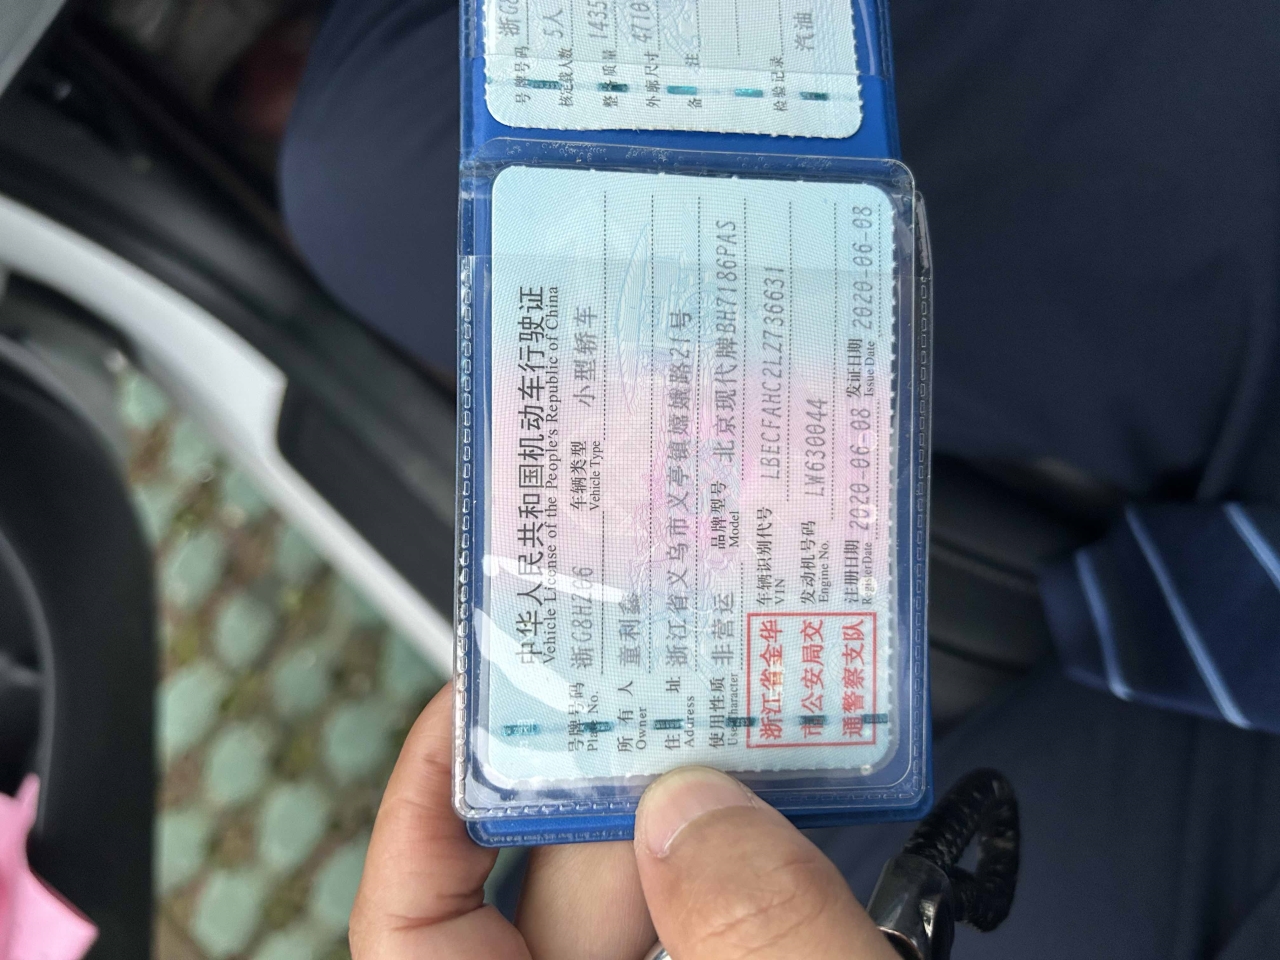 中华人民共和国机动车行驶证
Vehicle License of the People's Republic of China
号牌号码 浙G8HZ66 车辆类型 小型轿车
Plate No. Vehicle Type
所有人 童利鑫
Owner
住址 浙江省义乌市义亭镇嫦娥路21号
Address
使用性质 非营运 品牌型号 北京现代牌BH7186PAS
Use Character Model
浙江省金华
市公安局交
通警察支队
车辆识别代号 LBECFAHC2LZ736631
VIN
发动机号码 LW630044
Engine No.
注册日期 2020-06-08 发证日期 2020-06-08
Register Date Issue Date
号牌号码 浙G8
核定载人数 5人
整备质量 1435
外廓尺寸 4710
备注
检验记录 汽油